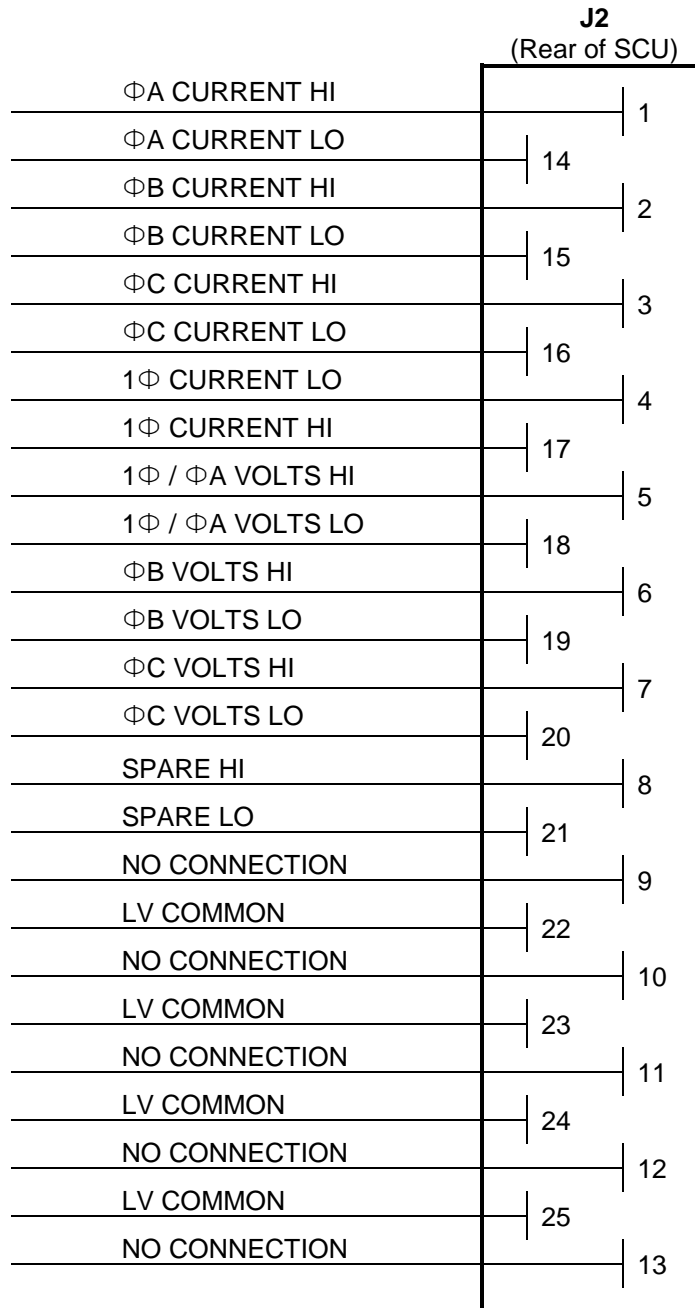 J2
(Rear of SCU)
ΦA CURRENT HI
1
ΦA CURRENT LO
14
ΦB CURRENT HI
2
ΦB CURRENT LO
15
ΦC CURRENT HI
3
ΦC CURRENT LO
16
1Φ CURRENT LO
4
1Φ CURRENT HI
17
1Φ / ΦA VOLTS HI
5
1Φ / ΦA VOLTS LO
18
ΦB VOLTS HI
6
ΦB VOLTS LO
19
ΦC VOLTS HI
7
ΦC VOLTS LO
20
SPARE HI
8
SPARE LO
21
NO CONNECTION
9
LV COMMON
22
NO CONNECTION
10
LV COMMON
23
NO CONNECTION
11
LV COMMON
24
NO CONNECTION
12
LV COMMON
25
NO CONNECTION
13